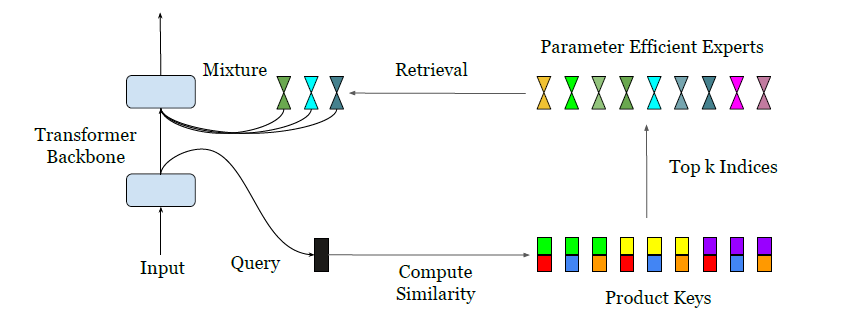 Parameter Efficient Experts
Mixture
Retrieval
Transformer
Backbone
Top k Indices
Input
Query
Compute
Similarity
Product Keys